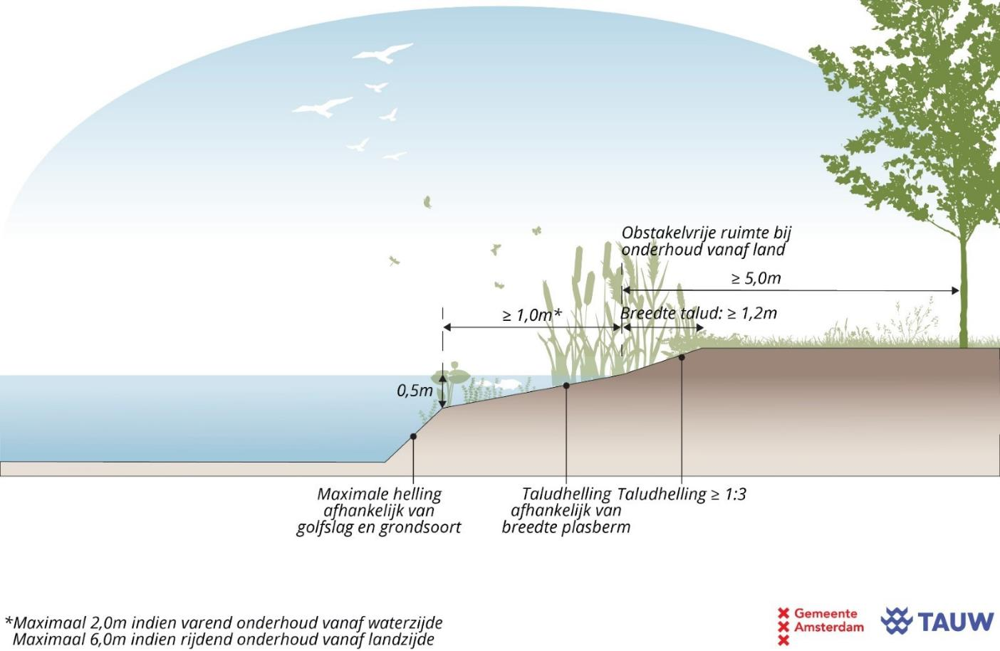 Obstakelvrije ruimte bij
onderhoud vanaf land
≥ 5,0m
≥ 1,0m*
Breedte talud: ≥ 1,2m
0,5m
Maximale helling
afhankelijk van
golfslag en grondsoort
Taludhelling
afhankelijk van
breedte plasberm
Taludhelling ≥ 1:3
*Maximaal 2,0m indien varend onderhoud vanaf waterzijde
Maximaal 6,0m indien rijdend onderhoud vanaf landzijde
Gemeente
Amsterdam
TAUW